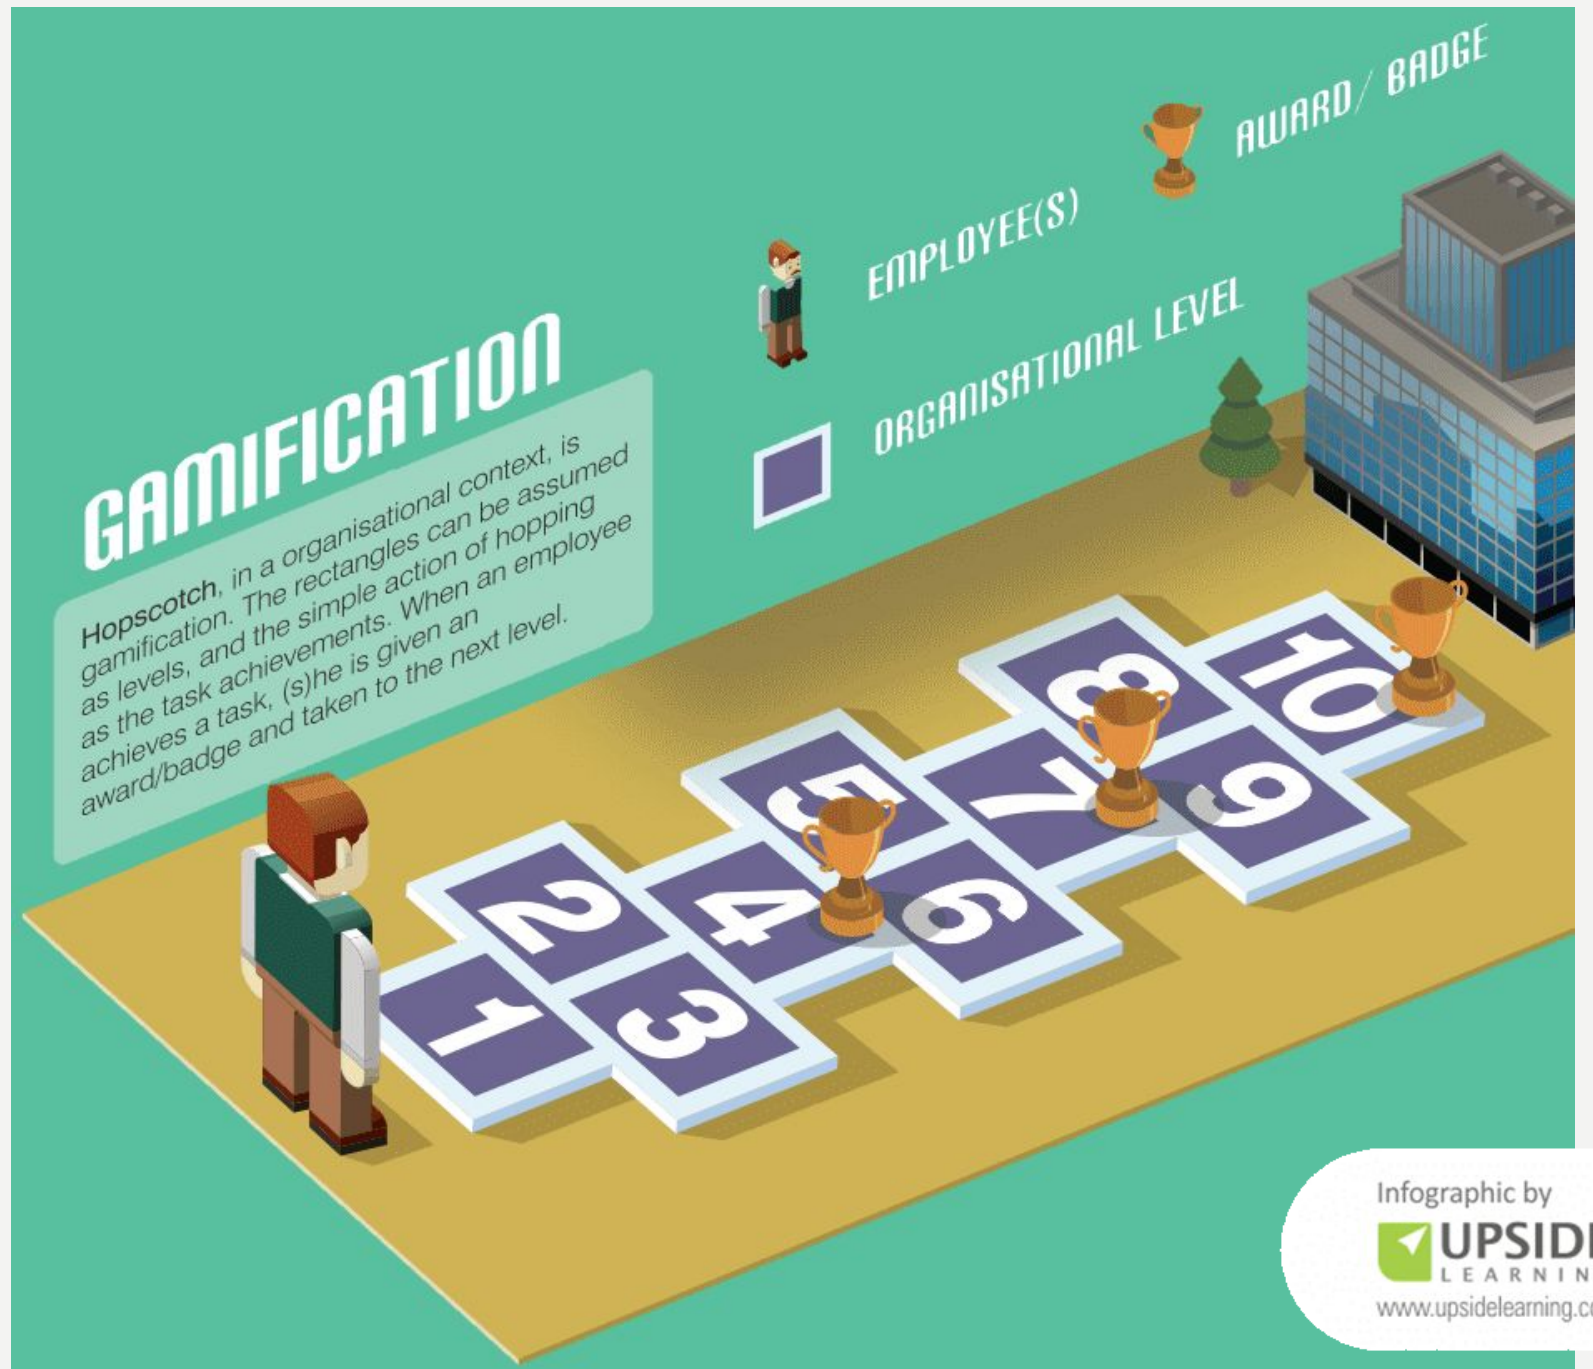 AWARD/ BADGE
EMPLOYEE(S)
ORGANISATIONAL LEVEL
GAMIFICATION
Hopscotch, in a organisational context, is
gamification. The rectangles can be assumed
as levels, and the simple action of hopping
as the task achievements. When an employee
achieves a task, (s)he is given an
award/badge and taken to the next level.
1
2
3
4
5
6
7
8
9
10
Infographic by
UPSIDE
LEARNIN
www.upsidelearning.co